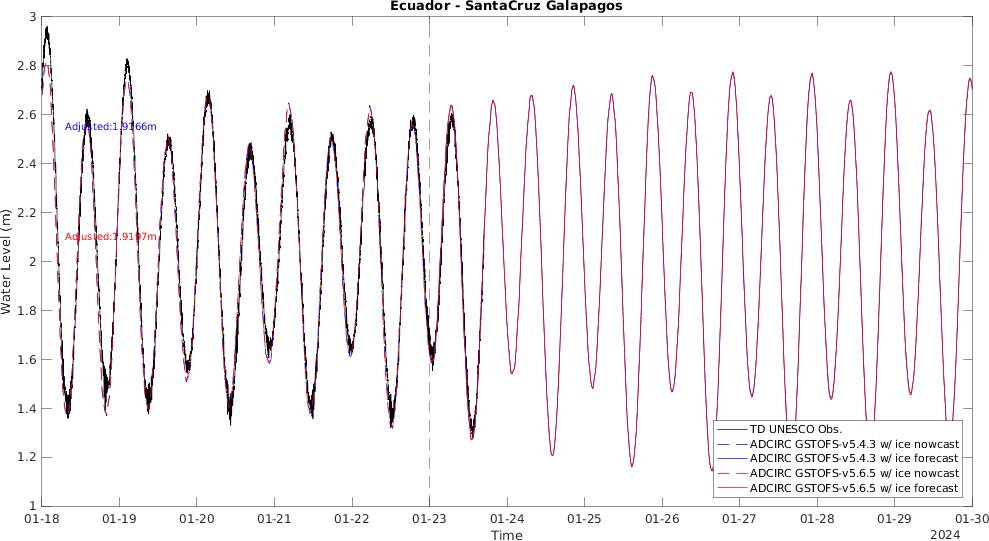 Ecuador - SantaCruz Galapagos
3
2.8
2.6
2.4
2.2
2
1.8
1.6
1.4
1.2
1
Water Level (m)
Adjusted:1.9166m
TD UNESCO Obs.
ADCIRC GSTOFS-v5.4.3 w/ ice nowcast
ADCIRC GSTOFS-v5.4.3 w/ ice forecast
ADCIRC GSTOFS-v5.6.5 w/ ice nowcast
ADCIRC GSTOFS-v5.6.5 w/ ice forecast
01-18 01-19 01-20 01-21 01-22 01-23 01-24 01-25 01-26 01-27 01-28 01-29 01-30
Time
2024